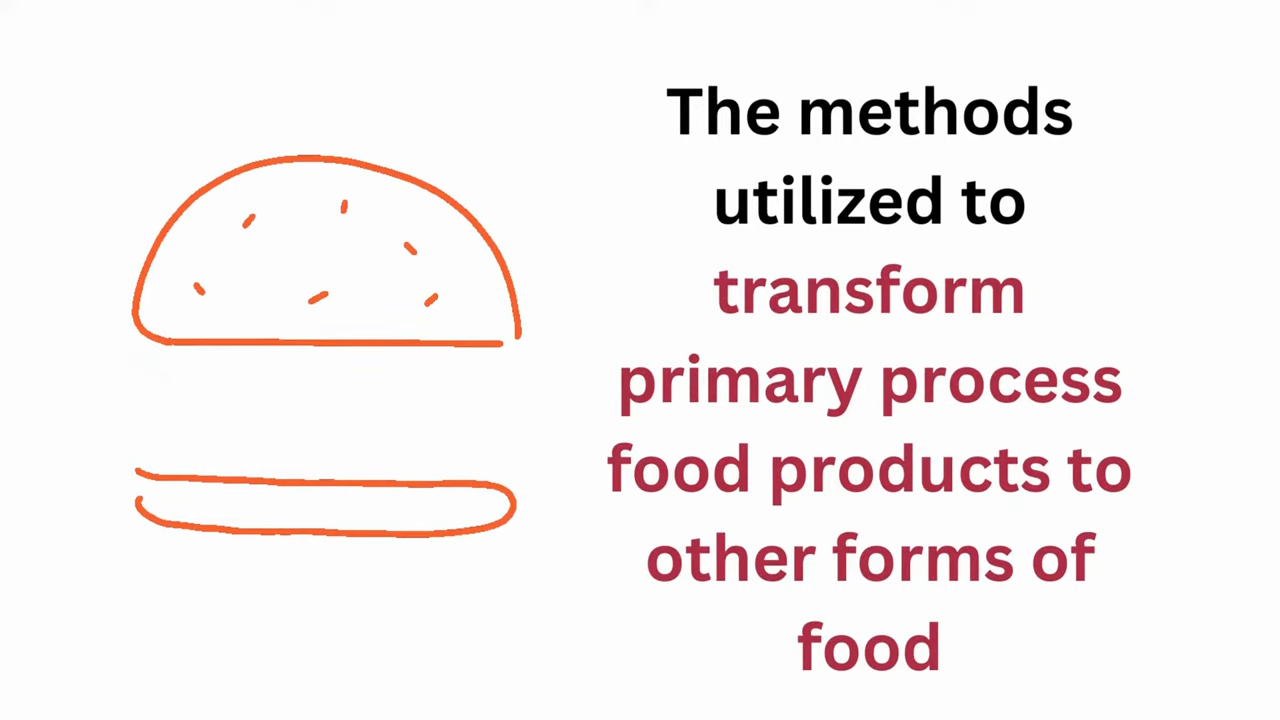 The methods
utilized to
transform
primary process
food products to
other forms of
food